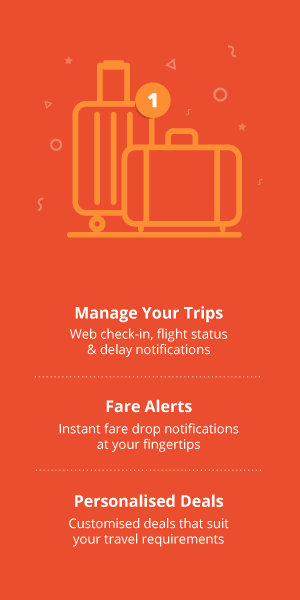 1
Manage Your Trips
Web check-in, flight status
& delay notifications
Fare Alerts
Instant fare drop notifications
at your fingertips
Personalised Deals
Customised deals that suit
your travel requirements